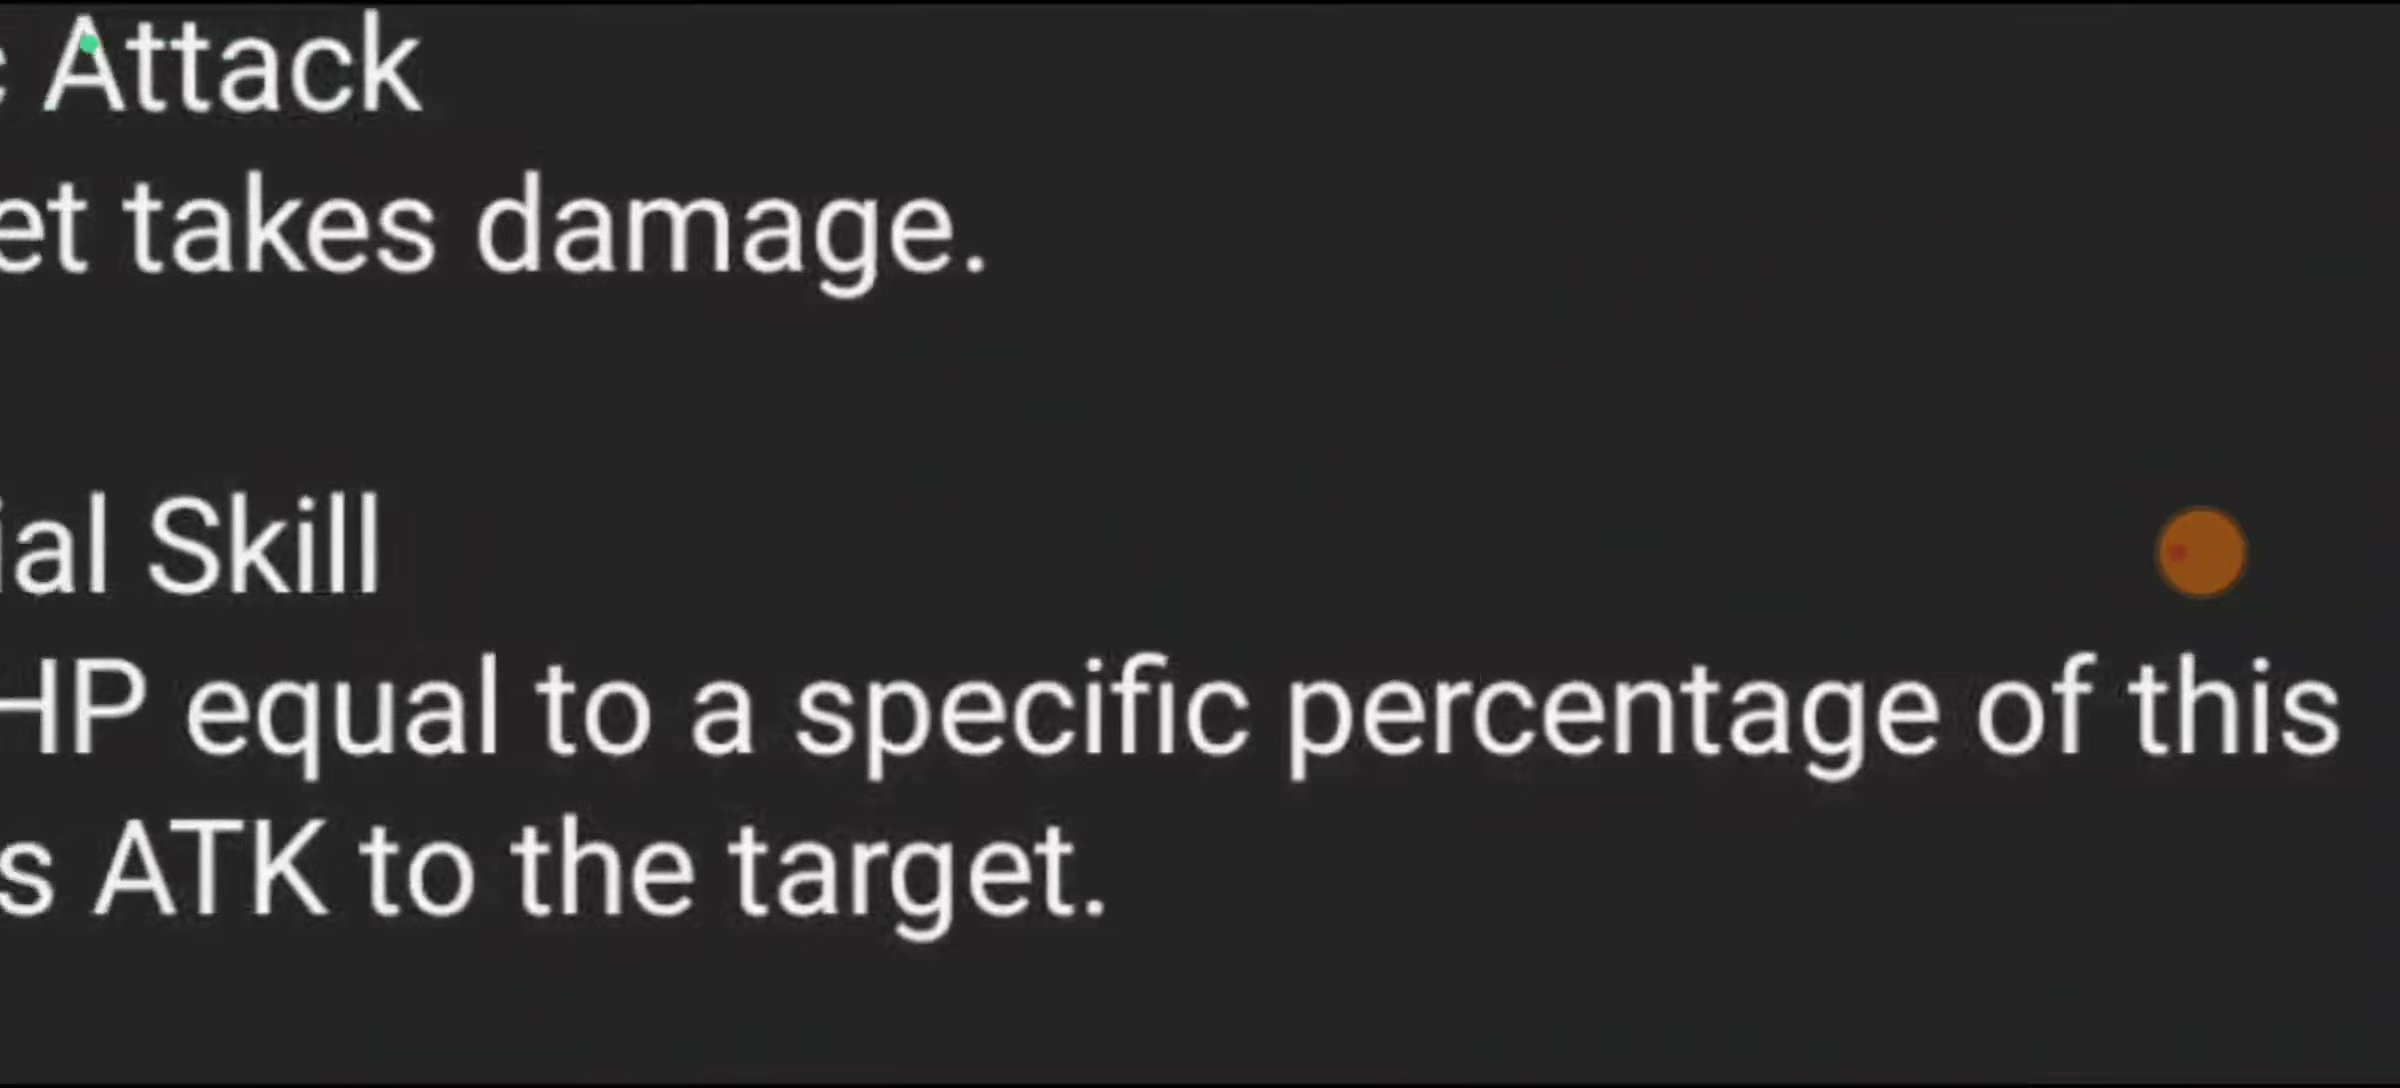 Attack
et takes damage.
ial Skill
HP equal to a specific percentage of this
s ATK to the target.